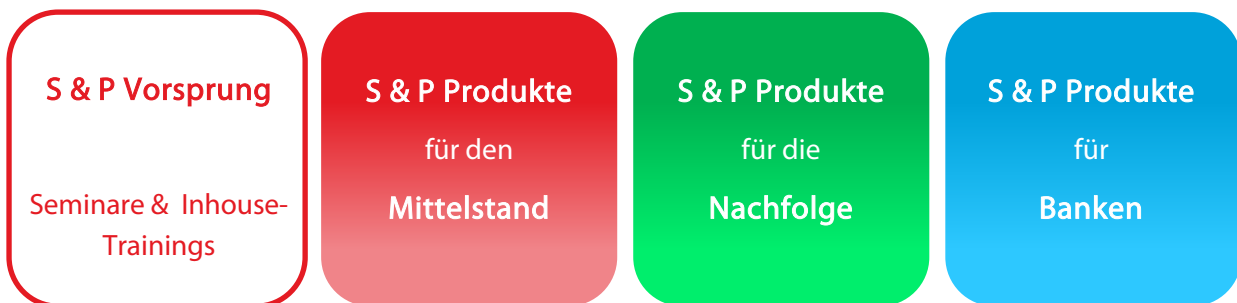 S & P Vorsprung
Seminare & Inhouse-
Trainings
S & P Produkte
für den
Mittelstand
S & P Produkte
für die
Nachfolge
S & P Produkte
für
Banken